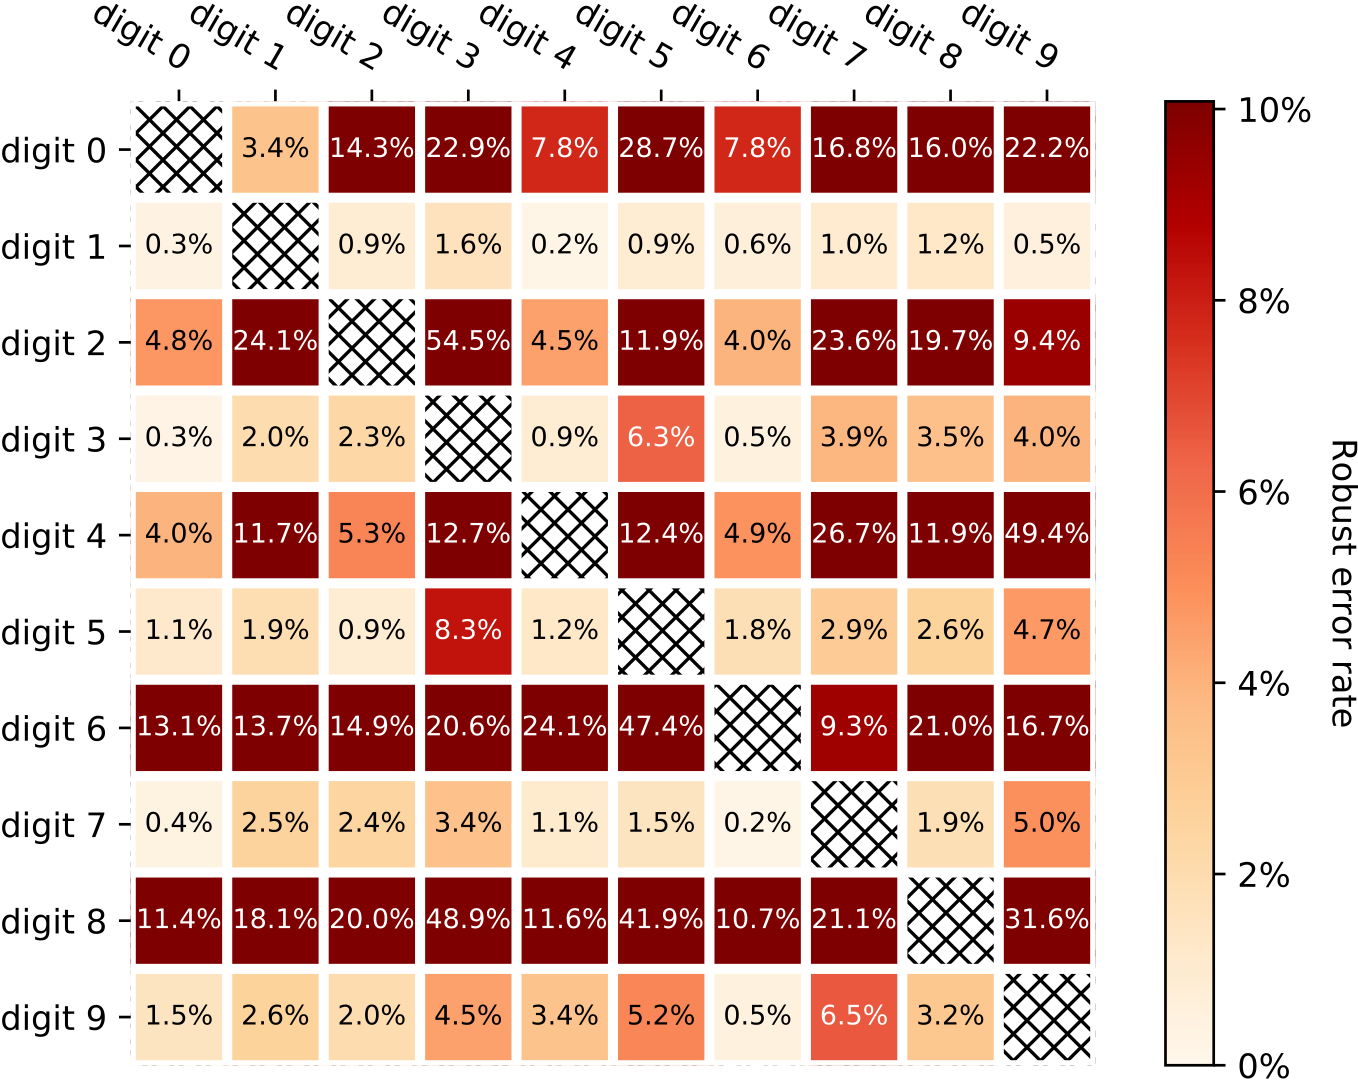 digit 0 digit 1 digit 2 digit 3 digit 4 digit 5 digit 6 digit 7 digit 8 digit 9
digit 0 3.4% 14.3% 22.9% 7.8% 28.7% 7.8% 16.8% 16.0% 22.2%
digit 1 0.3% 0.9% 1.6% 0.2% 0.9% 0.6% 1.0% 1.2% 0.5%
digit 2 4.8% 24.1% 54.5% 4.5% 11.9% 4.0% 23.6% 19.7% 9.4%
digit 3 0.3% 2.0% 2.3% 0.9% 6.3% 0.5% 3.9% 3.5% 4.0%
digit 4 4.0% 11.7% 5.3% 12.7% 12.4% 4.9% 26.7% 11.9% 49.4%
digit 5 1.1% 1.9% 0.9% 8.3% 1.2% 1.8% 2.9% 2.6% 4.7%
digit 6 13.1% 13.7% 14.9% 20.6% 24.1% 47.4% 9.3% 21.0% 16.7%
digit 7 0.4% 2.5% 2.4% 3.4% 1.1% 1.5% 0.2% 1.9% 5.0%
digit 8 11.4% 18.1% 20.0% 48.9% 11.6% 41.9% 10.7% 21.1% 31.6%
digit 9 1.5% 2.6% 2.0% 4.5% 3.4% 5.2% 0.5% 6.5% 3.2%
10%
8%
6%
4%
2%
0%
Robust error rate